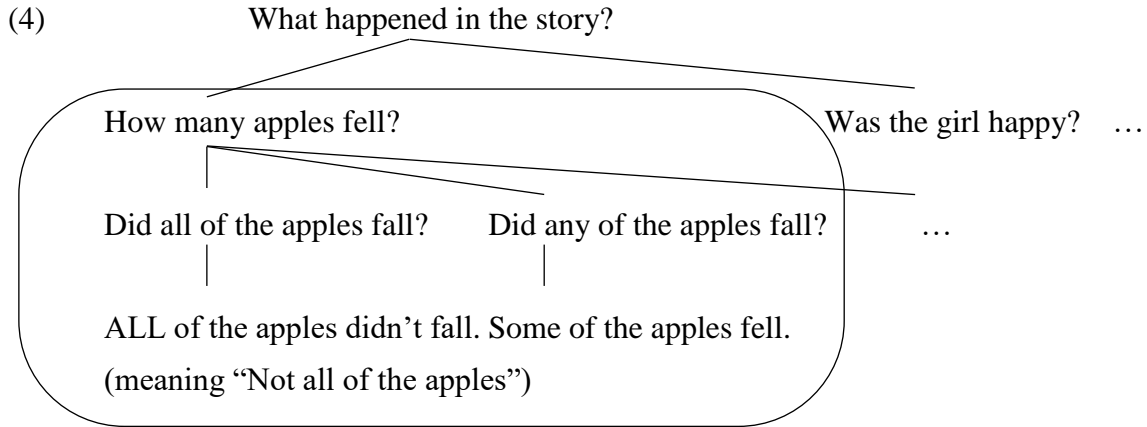 (4) What happened in the story?
How many apples fell? Was the girl happy? …
Did all of the apples fall? Did any of the apples fall? …
ALL of the apples didn’t fall. Some of the apples fell.
(meaning “Not all of the apples”)